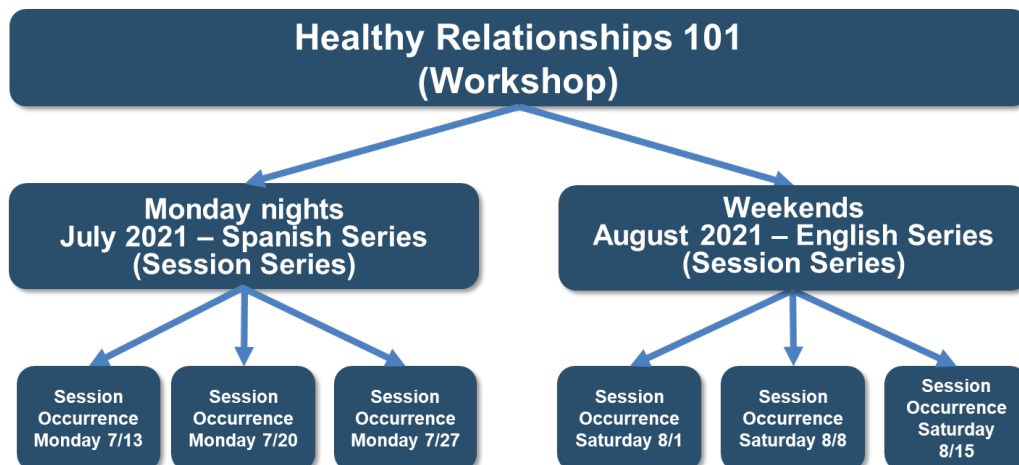 Healthy Relationships 101
(Workshop)
Monday nights
July 2021 – Spanish Series
(Session Series)
Weekends
August 2021 – English Series
(Session Series)
Session
Occurrence
Monday 7/13
Session
Occurrence
Monday 7/20
Session
Occurrence
Monday 7/27
Session
Occurrence
Saturday 8/1
Session
Occurrence
Saturday 8/8
Session
Occurrence
Saturday
8/15